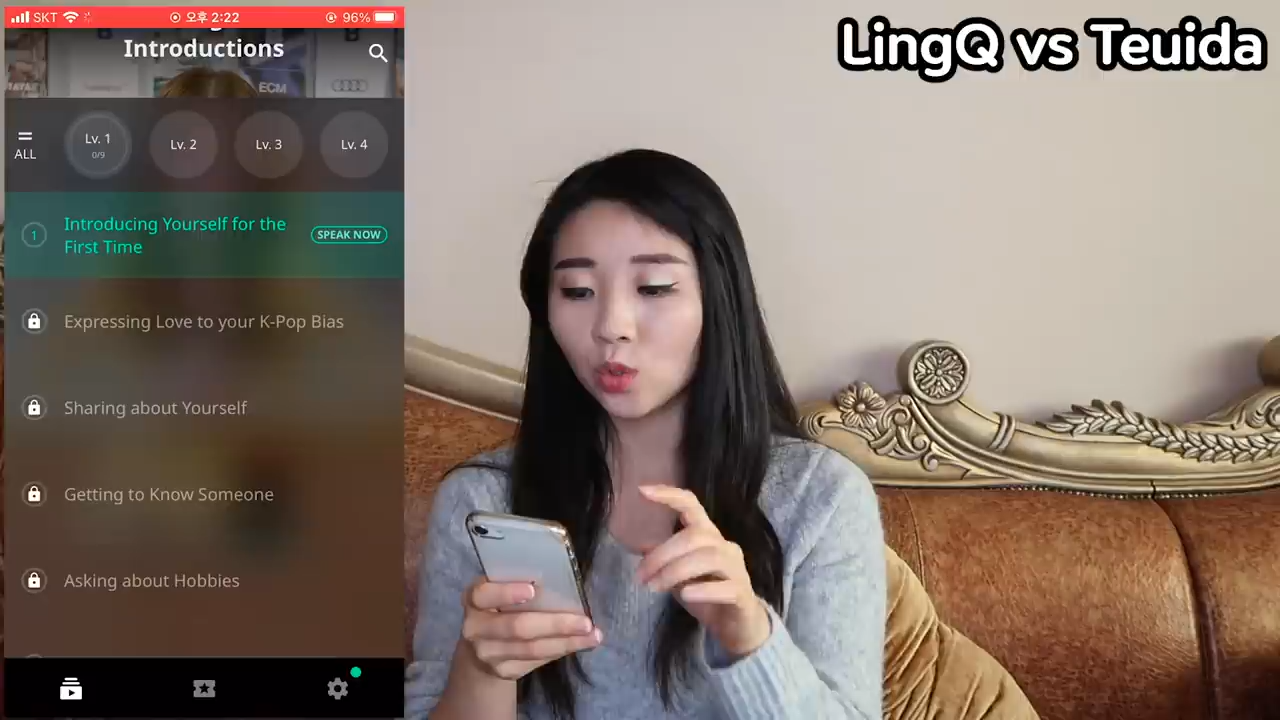 SKT 오후 2:22 96%
LingQ vs Teuida
Introductions
ECM
ALL
Lv. 1
0/9
Lv. 2
Lv. 3
Lv. 4
1
Introducing Yourself for the
First Time
SPEAK NOW
Expressing Love to your K-Pop Bias
Sharing about Yourself
Getting to Know Someone
Asking about Hobbies